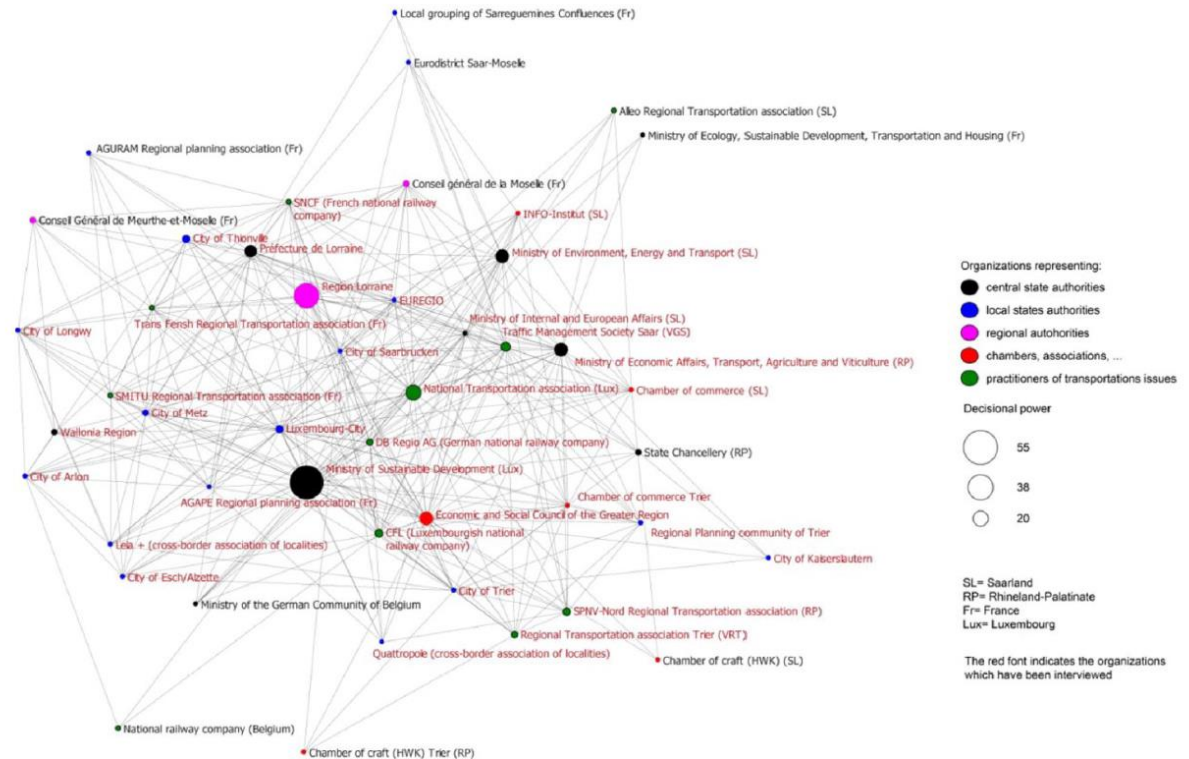 Local grouping of Sarreguemines Confluences (Fr)
Eurodistrict Saar-Moselle
Alleo Regional Transportatiion association (SL)
Ministry of Ecology, Sustainable Development, Transportation and Housing (Fr)
AGURAM Regional planning association (Fr)
Conseil général de la Moselle (Fr)
SNCF (French national railway
company)
INFO-Institut (SL)
Conseil Général de Meurthe-et-Moselle (Fr)
City of Thionville
Préfecture de Lorraine
Ministry of Environment, Energy and Transport (SL)
Region Lorraine
EUREGIO
Trans Fensh Regional Transportation association (Fr)
Ministry of Internal and European Affairs (SL)
Traffic Management Society Saar (VGS)
City of Longwy
City of Saarbrücken
Ministry of Economic Affairs, Transport, Agriculture and Viticulture (RP)
National Transportation association (Lux)
Chamber of commerce (SL)
SMITU Regional Transportation association (Fr)
City of Metz
Wallonia Region
Luxembourg-City
DB Regio AG (German national railway company)
State Chancellery (RP)
Ministry of Sustainable Development (Lux)
City of Arlon
AGAPE Regional planning association (Fr)
Chamber of commerce Trier
Economic and Social Council of the Greater Region
Regional Planning community of Trier
CFL (Luxembourgish national
railway company)
Lela + (cross-border association of localities)
City of Kaiserslautern
City of Esch/Alzette
City of Trier
Ministry of the German Community of Belgium
SPNV-Nord Regional Transportation association (RP)
Regional Transportation association Trier (VRT)
Quattropole (cross-border association of localities)
Chamber of craft (HWK) (SL)
National railway company (Belgium)
Chamber of craft (HWK) Trier (RP)
Organizations representing:
central state authorities
local states authorities
regional autohorities
chambers, associations, ...
practitioners of transportations issues
Decisional power
55
38
20
SL= Saarland
RP= Rhineland-Palatinate
Fr= France
Lux= Luxembourg
The red font indicates the organizations
which have been interviewed